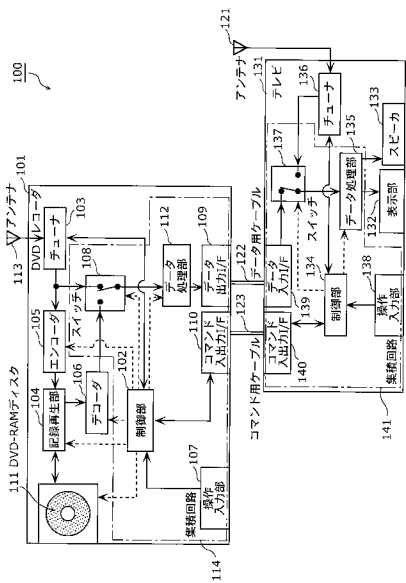 100
101
DVDレコーダ
アンテナ
113
チューナ
103
105
エンコーダ
スイッチ
108
104
記録再生部
106
デコーダ
111 DVD-RAMディスク
102
制御部
112
データ処理部
109
データ出力I/F
110
コマンド入出力I/F
107
操作入力部
集積回路
114
122
データ用ケーブル
123
コマンド用ケーブル
121
アンテナ
131
テレビ
136
チューナ
137
スイッチ
135
データ処理部
133
スピーカ
132
表示部
134
制御部
データ入力I/F
139
コマンド入出力I/F
140
138
操作入力部
集積回路
141